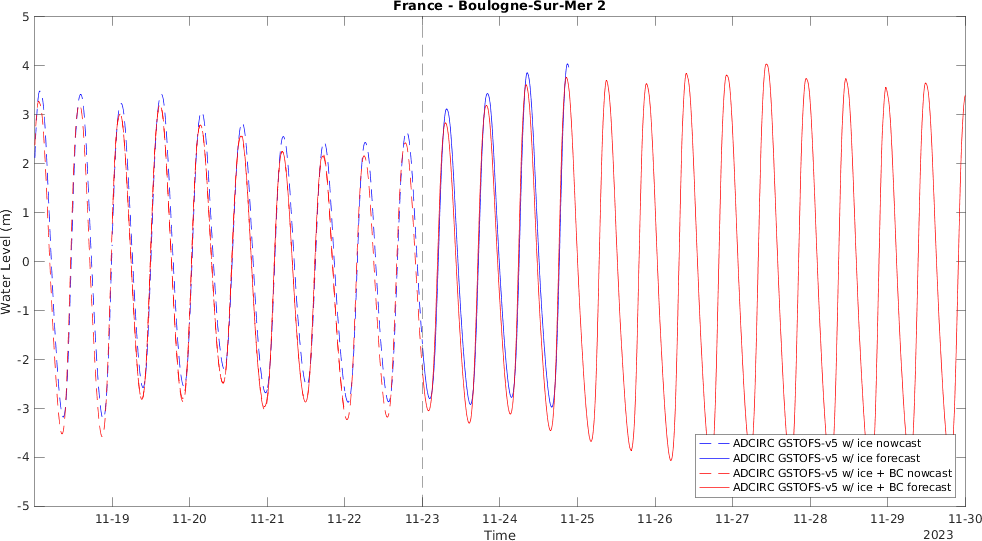 France - Boulogne-Sur-Mer 2
Water Level (m)
5
4
3
2
1
0
-1
-2
-3
-4
-5
ADCIRC GSTOFS-v5 w/ ice nowcast
ADCIRC GSTOFS-v5 w/ ice forecast
ADCIRC GSTOFS-v5 w/ ice + BC nowcast
ADCIRC GSTOFS-v5 w/ ice + BC forecast
11-19 11-20 11-21 11-22 11-23 11-24 11-25 11-26 11-27 11-28 11-29 11-30
Time
2023